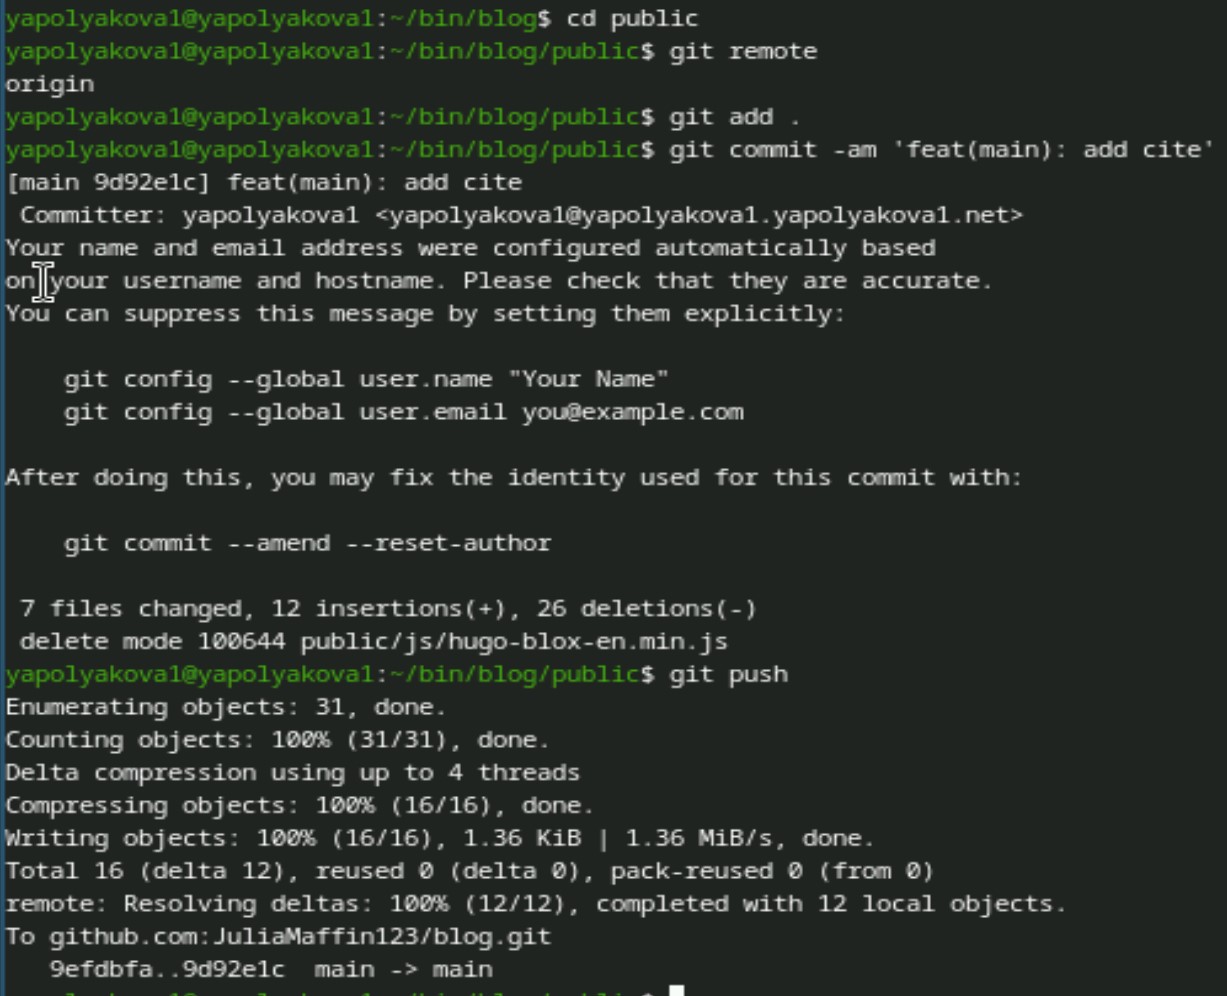 yapolyakova1@yapolyakova1:~/bin/blog$ cd public
yapolyakova1@yapolyakova1:~/bin/blog/public$ git remote
origin
yapolyakova1@yapolyakova1:~/bin/blog/public$ git add .
yapolyakova1@yapolyakova1:~/bin/blog/public$ git commit -am 'feat(main): add cite'
[main 9d92e1c] feat(main): add cite
 Committer: yapolyakova1 <yapolyakova1@yapolyakova1.yapolyakova1.net>
Your name and email address were configured automatically based
on your username and hostname. Please check that they are accurate.
You can suppress this message by setting them explicitly:

    git config --global user.name "Your Name"
    git config --global user.email you@example.com

After doing this, you may fix the identity used for this commit with:

    git commit --amend --reset-author

 7 files changed, 12 insertions(+), 26 deletions(-)
 delete mode 100644 public/js/hugo-blox-en.min.js
yapolyakova1@yapolyakova1:~/bin/blog/public$ git push
Enumerating objects: 31, done.
Counting objects: 100% (31/31), done.
Delta compression using up to 4 threads
Compressing objects: 100% (16/16), done.
Writing objects: 100% (16/16), 1.36 KiB | 1.36 MiB/s, done.
Total 16 (delta 12), reused 0 (delta 0), pack-reused 0 (from 0)
remote: Resolving deltas: 100% (12/12), completed with 12 local objects.
To github.com:JuliaMaffin123/blog.git
   9efdbfa..9d92e1c  main -> main